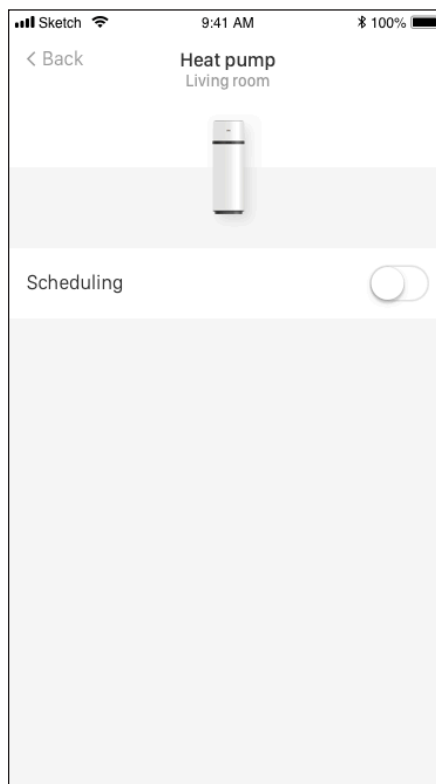 Sketch 9:41 AM 100%
< Back
Heat pump
Living room
Scheduling